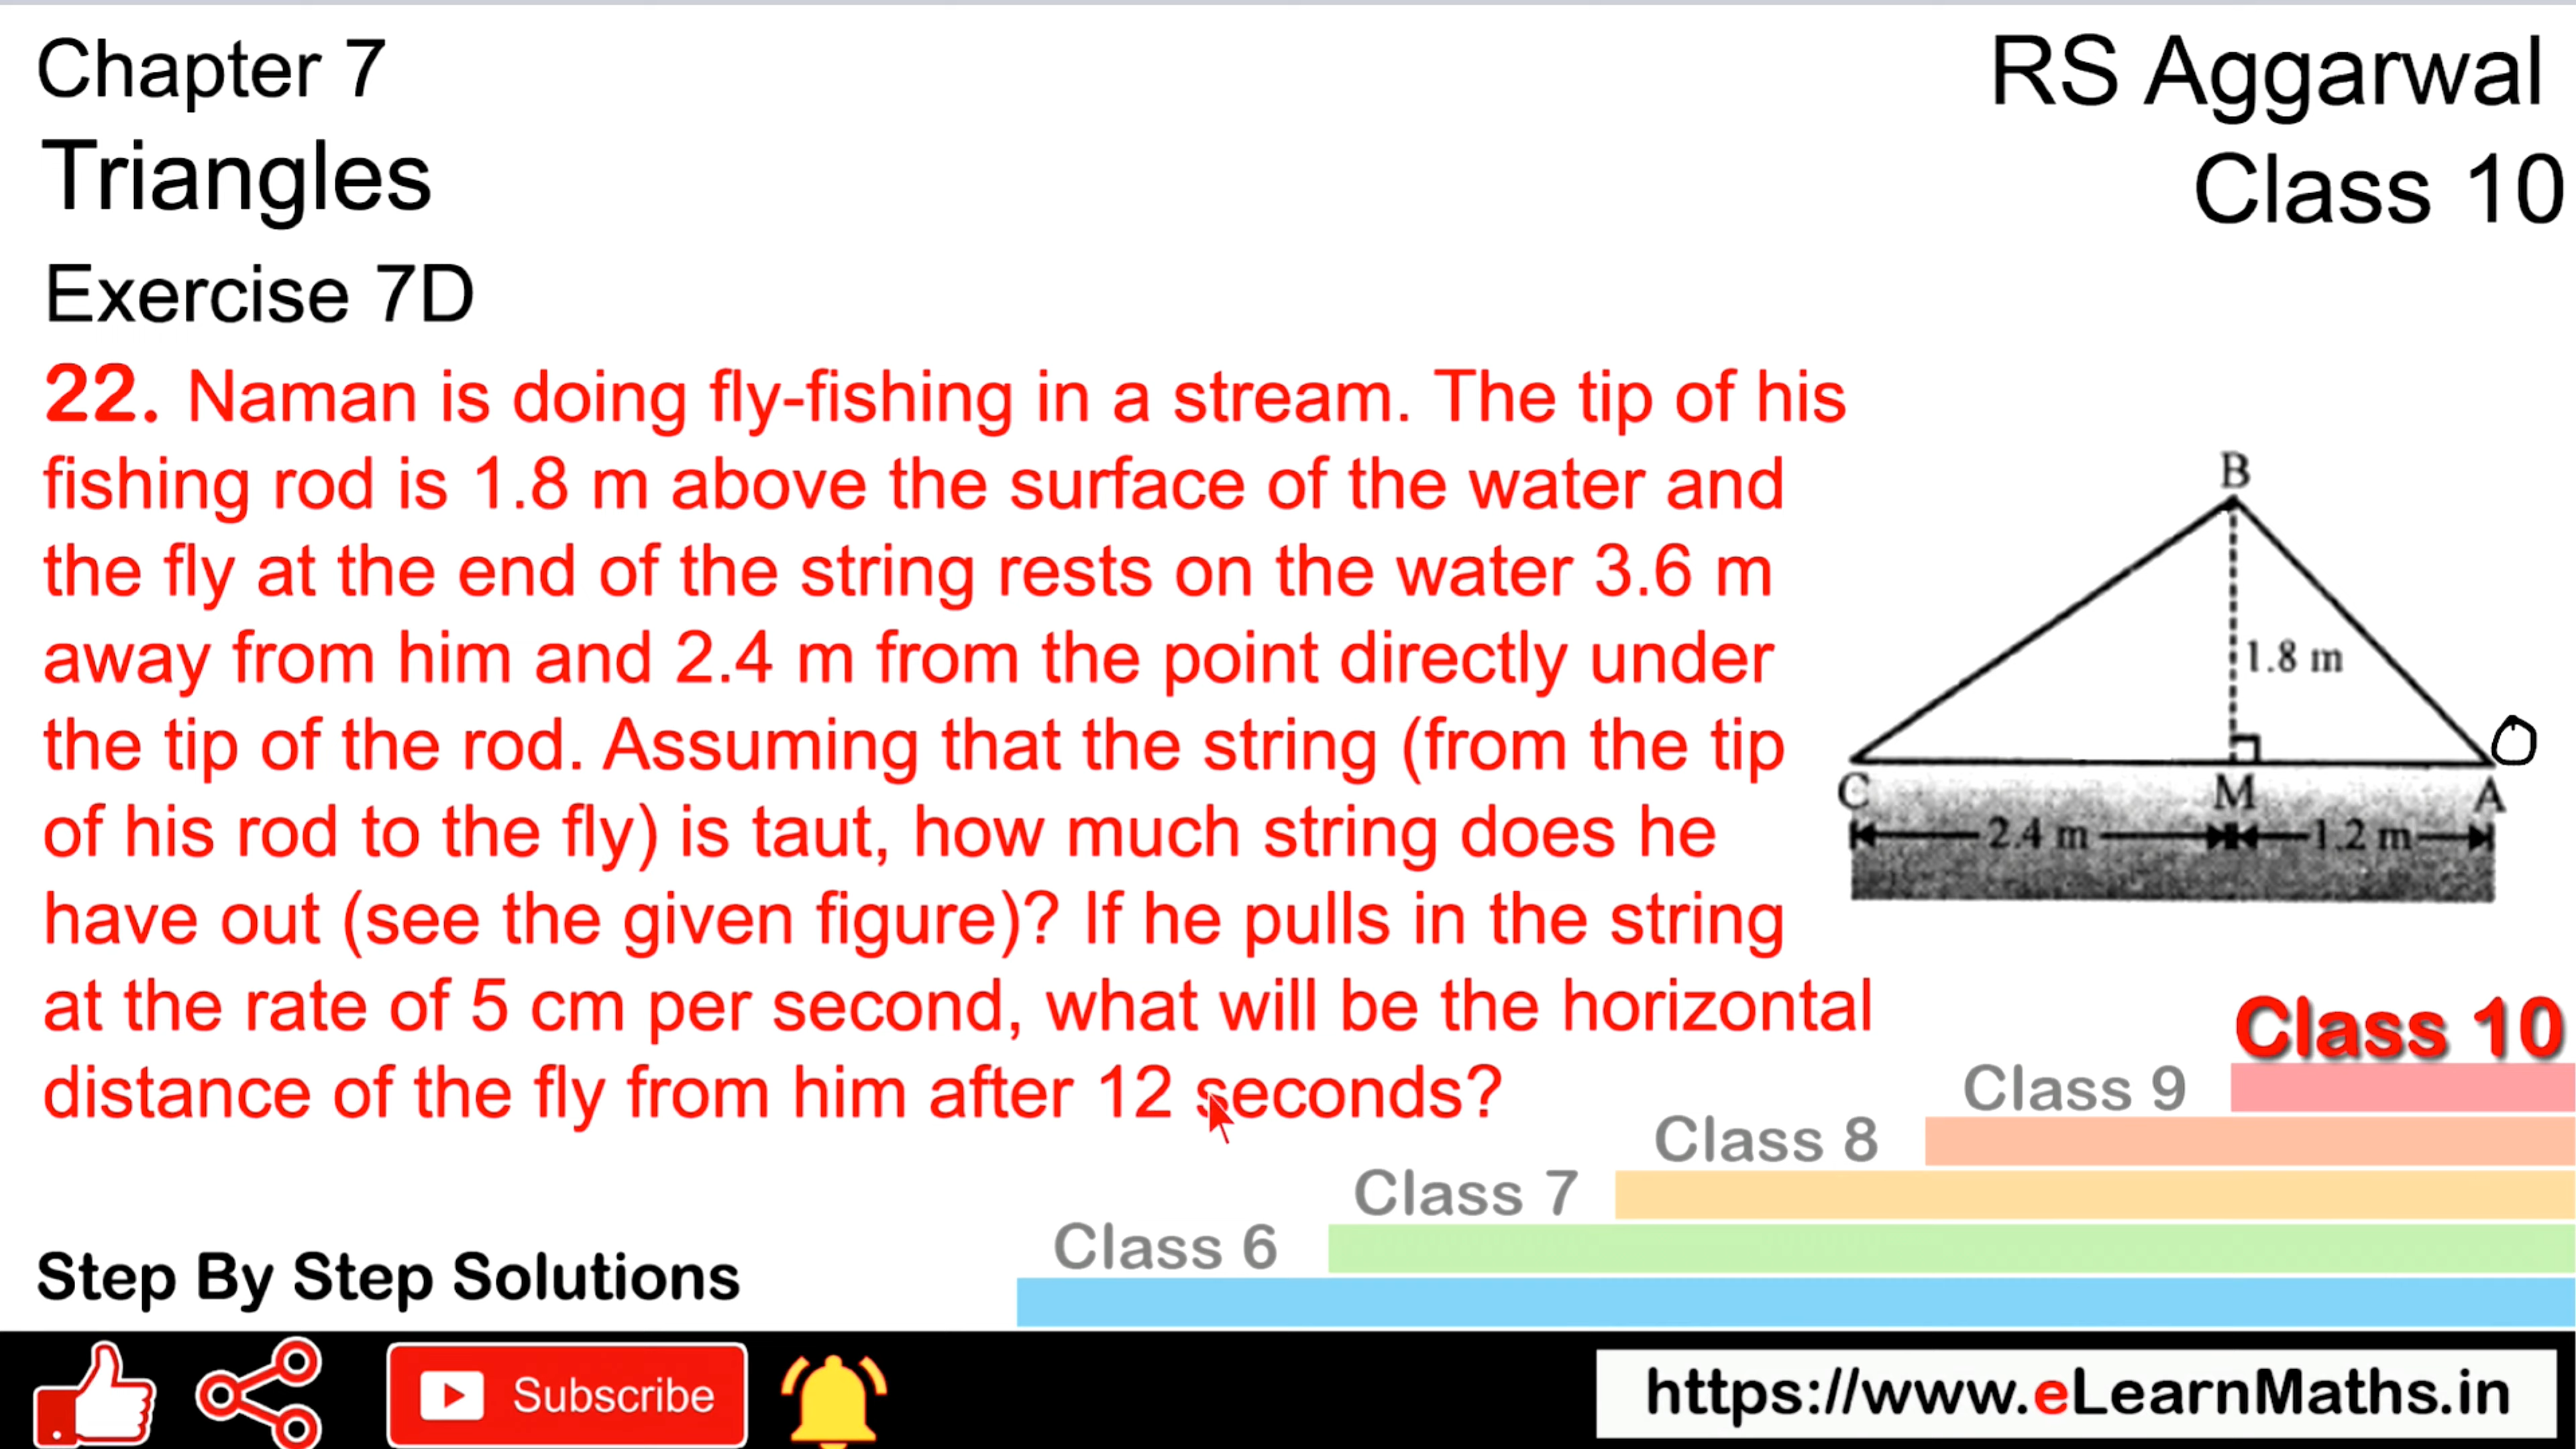 Chapter 7
RS Aggarwal
Triangles
Class 10
Exercise 7D
22. Naman is doing fly-fishing in a stream. The tip of his
fishing rod is 1.8 m above the surface of the water and
the fly at the end of the string rests on the water 3.6 m
away from him and 2.4 m from the point directly under
the tip of the rod. Assuming that the string (from the tip
of his rod to the fly) is taut, how much string does he
have out (see the given figure)? If he pulls in the string
at the rate of 5 cm per second, what will be the horizontal
distance of the fly from him after 12 seconds?
B
1.8 m
C M A
2.4 m 1.2 m
Class 10
Class 9
Class 8
Class 7
Class 6
Step By Step Solutions
Subscribe
https://www.eLearnMaths.in